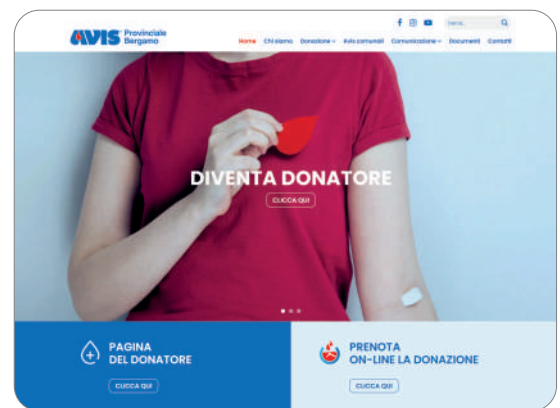 AVIS Provinciale
Bergamo
cerca...
Home Chi siamo Donazione Avis comunali Comunicazione Documenti Contatti
DIVENTA DONATORE
CLICCA QUI
PAGINA
DEL DONATORE
CLICCA QUI
PRENOTA
ON-LINE LA DONAZIONE
CLICCA QUI